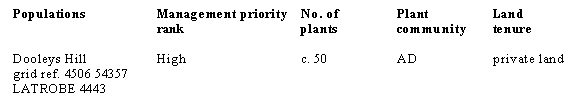 Populations Management priority No. of Plant Land
rank plants community tenure
Dooleys Hill High c. 50 AD private land
grid ref. 4506 54357
LATROBE 4443